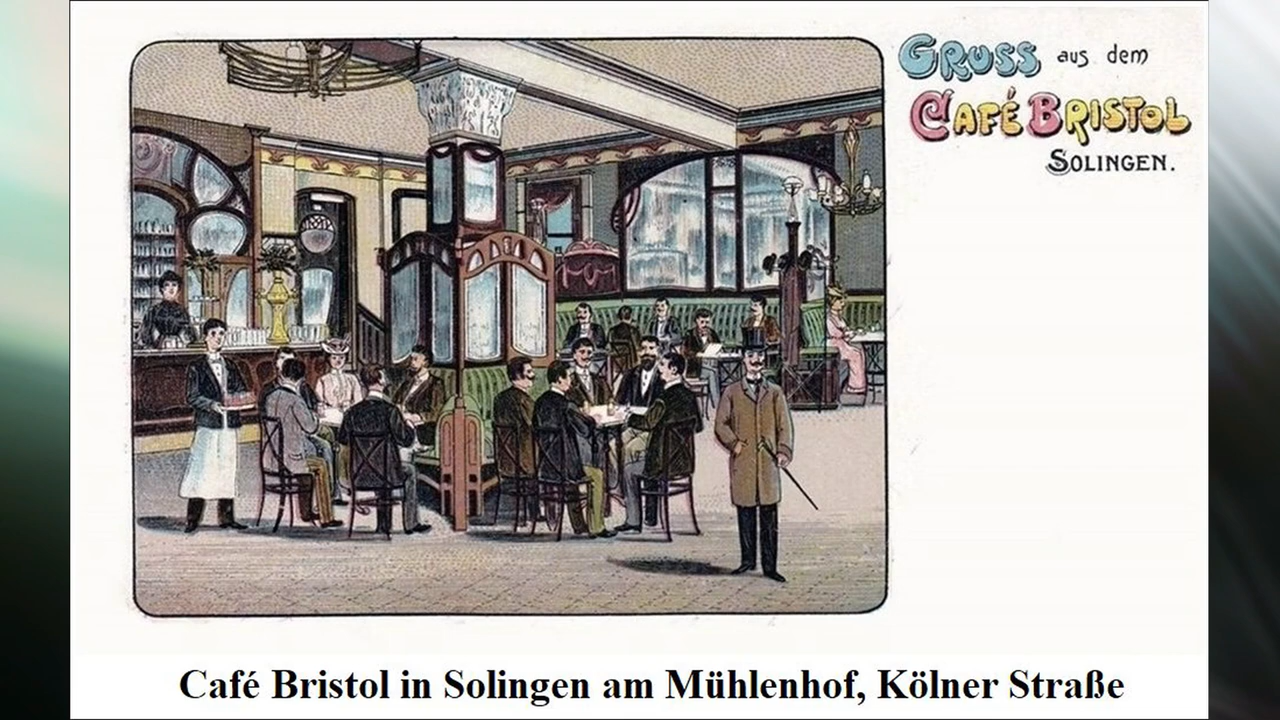 GRUSS aus dem
CAFÉ BRISTOL
SOLINGEN.
Café Bristol in Solingen am Mühlenhof, Kölner Straße